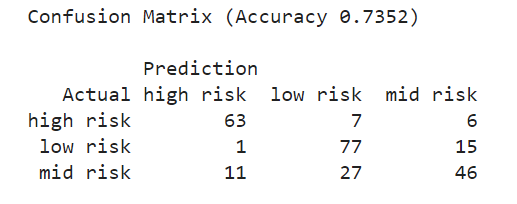 Confusion Matrix (Accuracy 0.7352)
Prediction
Actual high risk low risk mid risk
high risk 63 7 6
low risk 1 77 15
mid risk 11 27 46